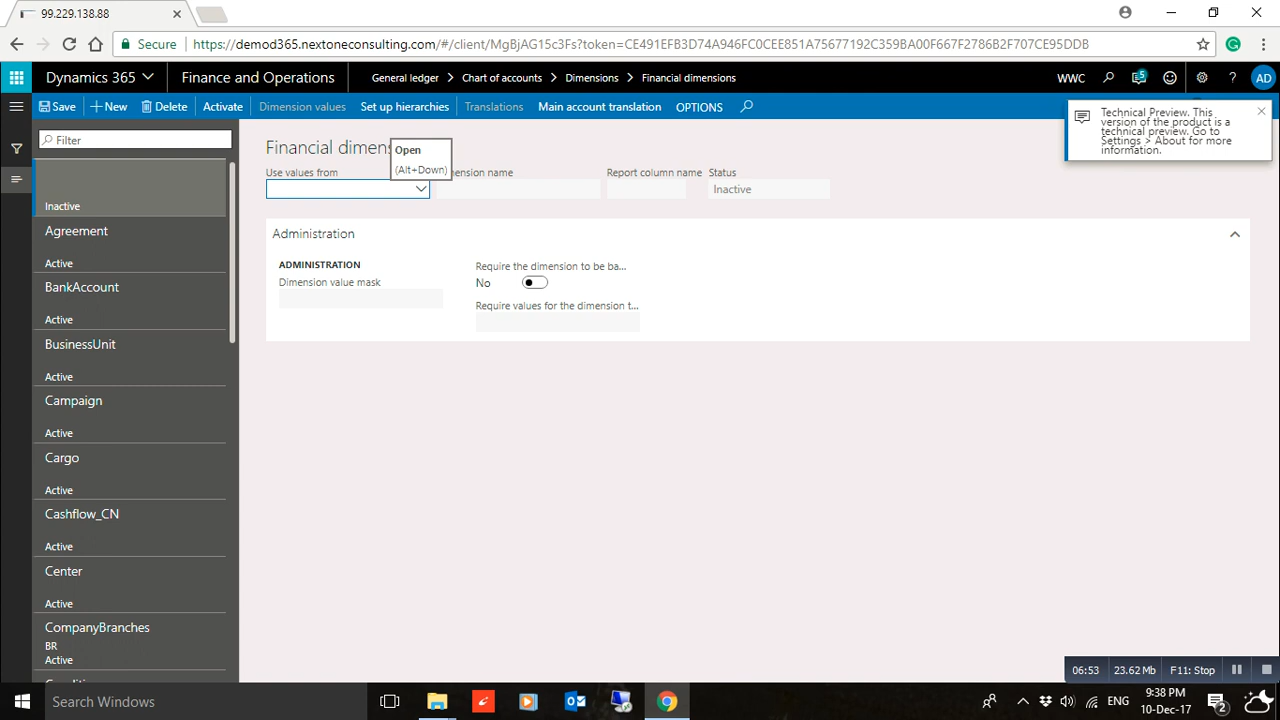 99.229.138.88
Secure https://demod365.nextoneconsulting.com/#/client/MgBjAG15c3Fs?token=CE491EFB3D74A946FC0CEE851A75677192C359BA00F667F2786B2F707CE95DDB
Dynamics 365 Finance and Operations General ledger Chart of accounts Dimensions Financial dimensions WWC 5 ? AD
Save + New Delete Activate Dimension values Set up hierarchies Translations Main account translation OPTIONS
Technical Preview. This
version of the product is a
technical preview. Go to
Settings > About for more
information.
Filter
Financial dimens
Open
(Alt+Down)
Use values from
ension name
Report column name
Status
Inactive
Inactive
Agreement
Active
BankAccount
Active
BusinessUnit
Active
Campaign
Active
Cargo
Active
Cashflow_CN
Active
Center
Active
CompanyBranches
BR
Active
Administration
ADMINISTRATION
Dimension value mask
Require the dimension to be ba...
No
Require values for the dimension t...
06:53 23.62 Mb F11: Stop
Search Windows
ENG
9:38 PM
10-Dec-17
2